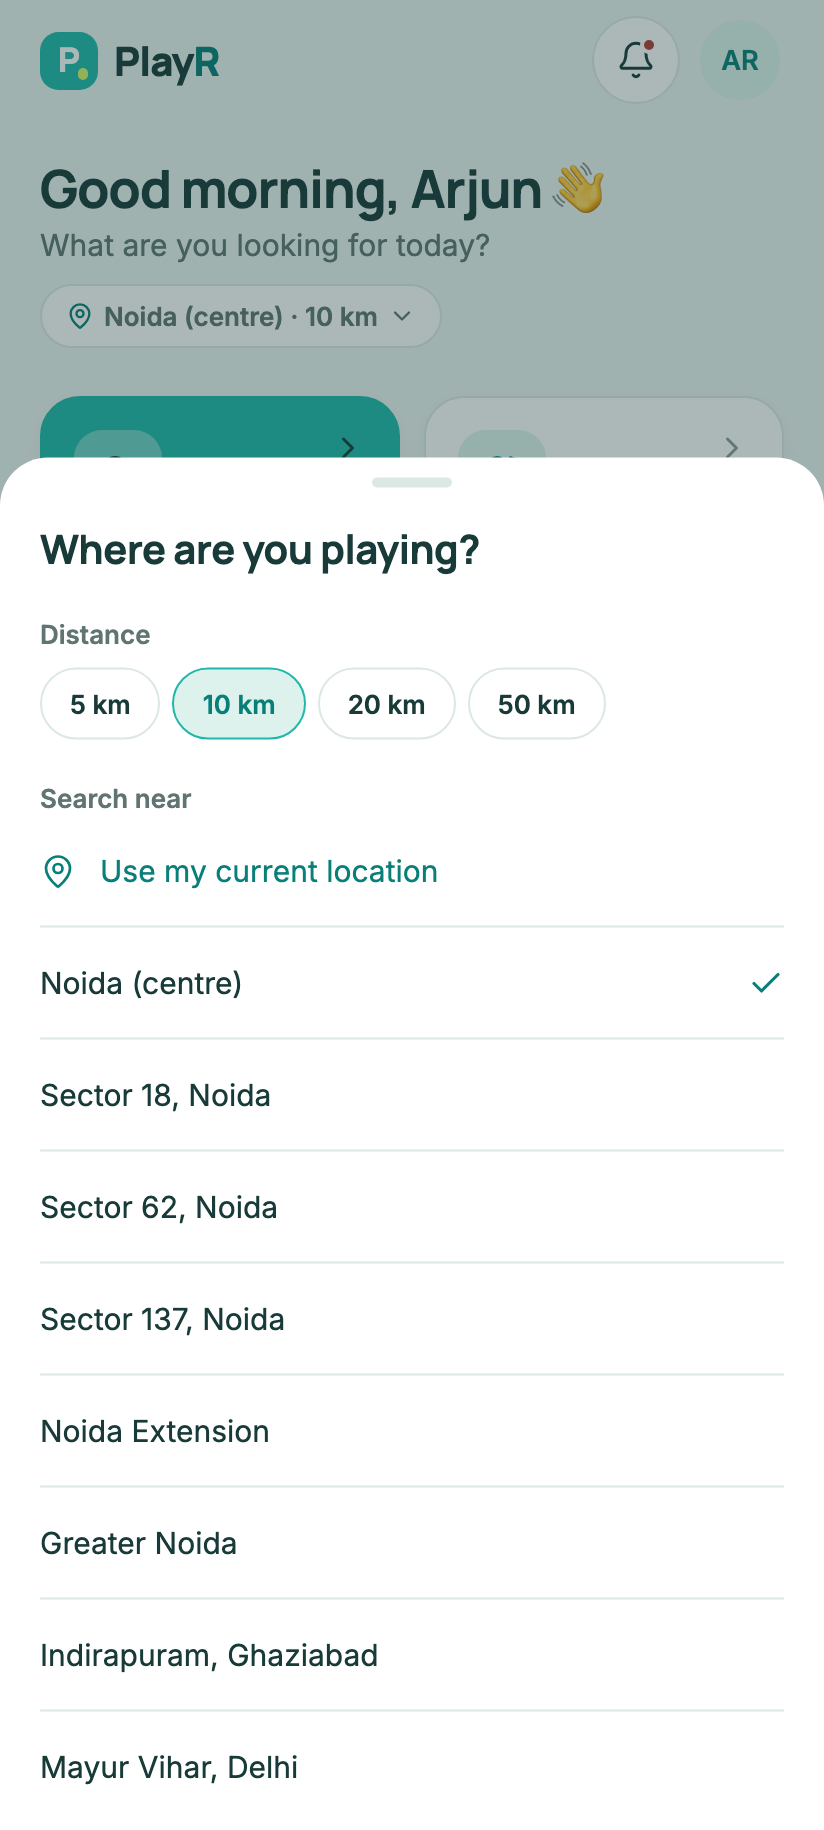 P.
PlayR
AR
Good morning, Arjun 👋
What are you looking for today?
Noida (centre) · 10 km
Where are you playing?
Distance
5 km
10 km
20 km
50 km
Search near
Use my current location
Noida (centre)
Sector 18, Noida
Sector 62, Noida
Sector 137, Noida
Noida Extension
Greater Noida
Indirapuram, Ghaziabad
Mayur Vihar, Delhi